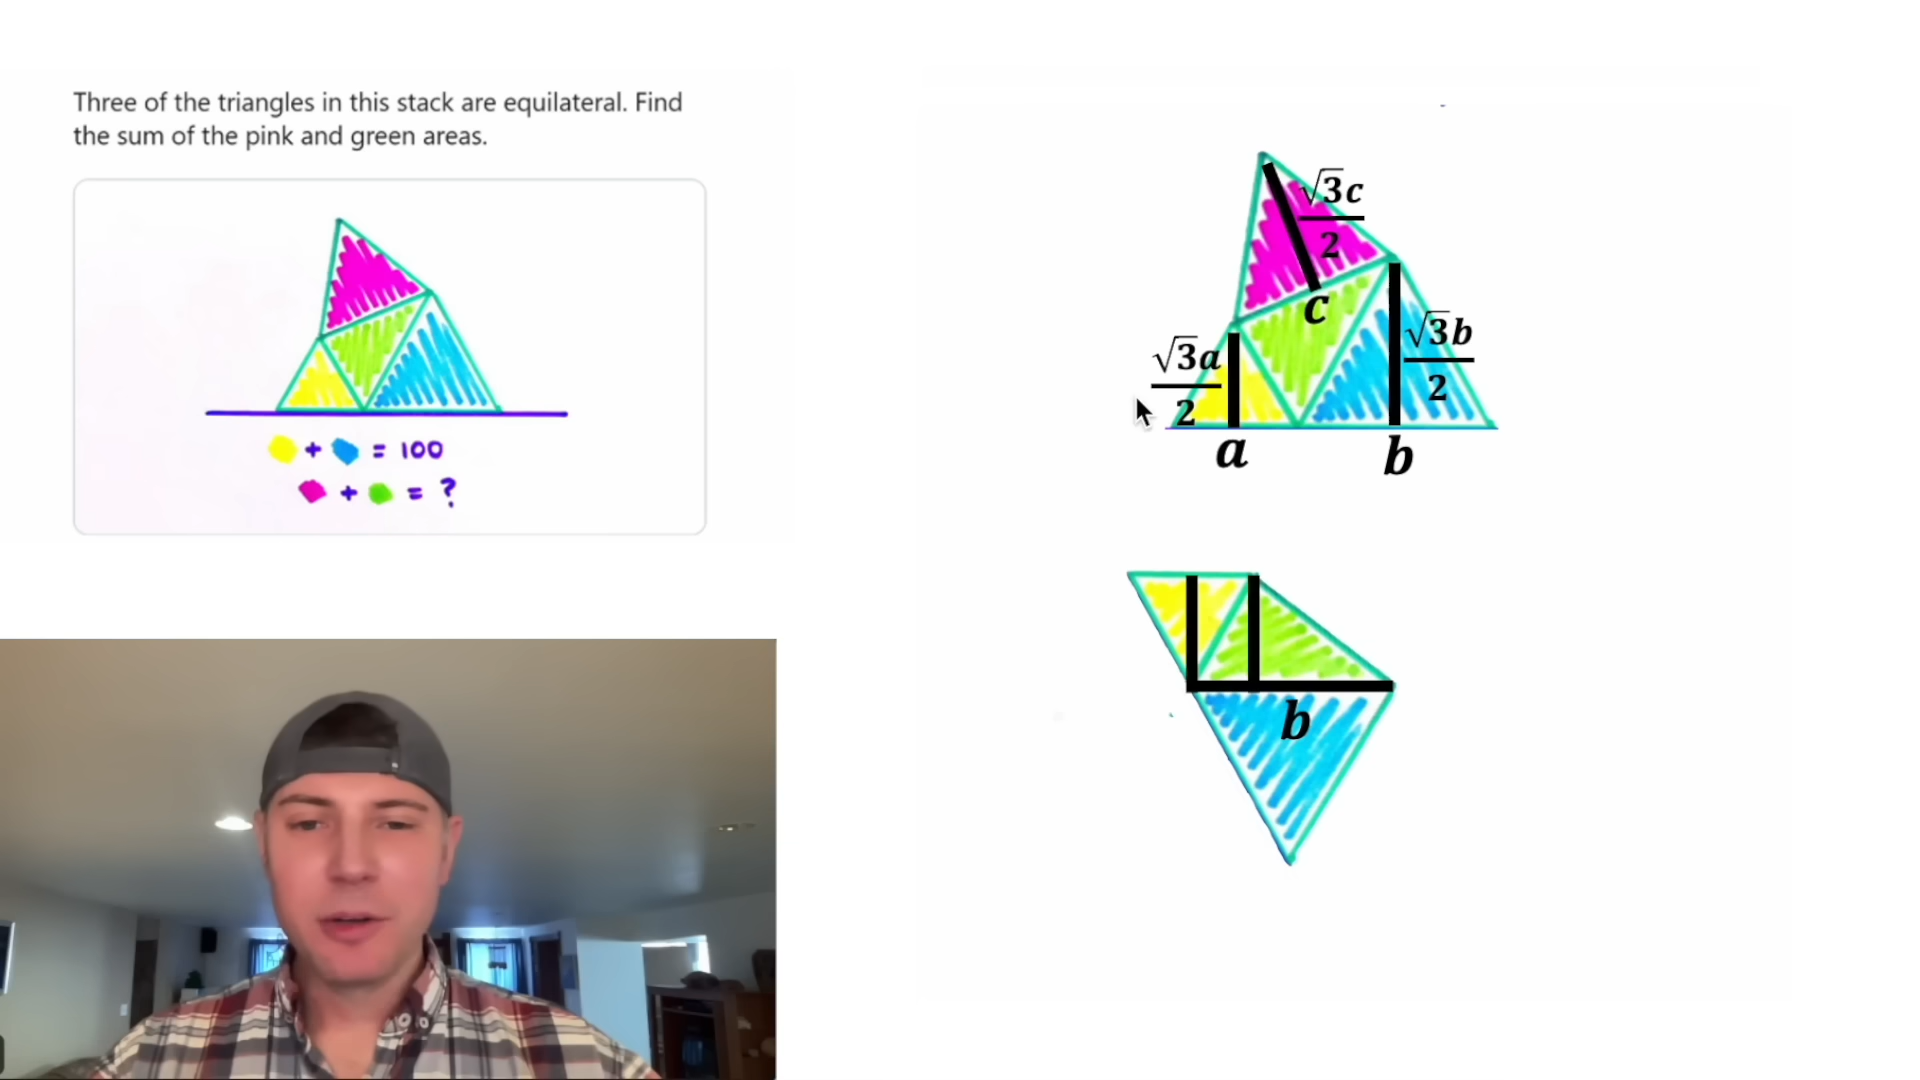 Three of the triangles in this stack are equilateral. Find
the sum of the pink and green areas.
+ = 100
+ = ?
√3c
2
c
√3a
2
√3b
2
a
b
b